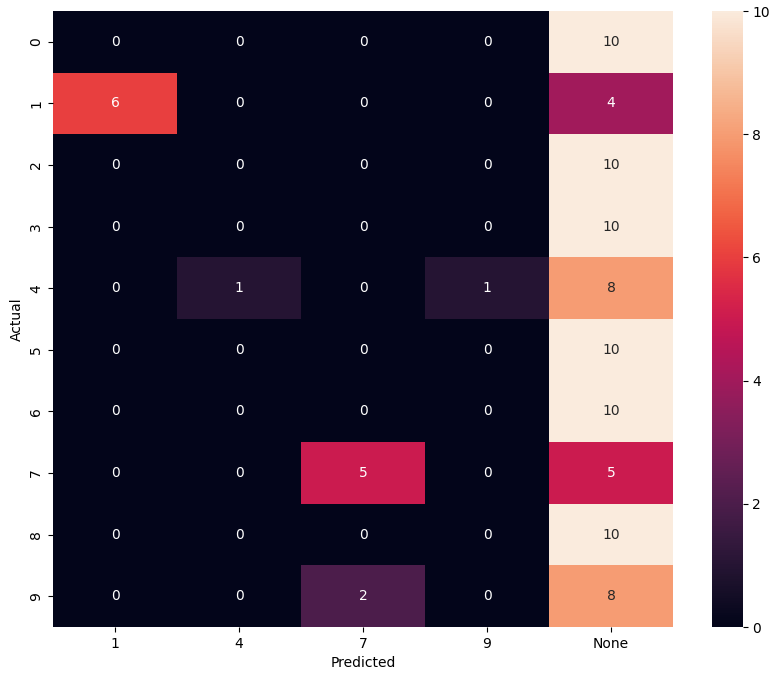 0 0 0 0 0 10
1 6 0 0 0 4
2 0 0 0 0 10
3 0 0 0 0 10
4 0 1 0 1 8
5 0 0 0 0 10
6 0 0 0 0 10
7 0 0 5 0 5
8 0 0 0 0 10
9 0 0 2 0 8
1 4 7 9 None
Predicted
Actual
10
8
6
4
2
0